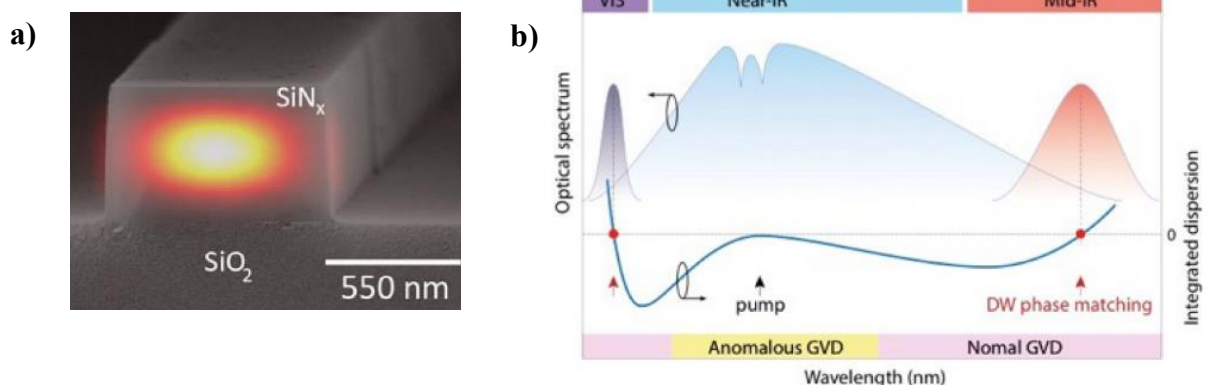 a)
SiNx
SiO2
550 nm
b)
VIS
Near-IR
Mid-IR
Optical spectrum
Integrated dispersion
0
pump
DW phase matching
Anomalous GVD
Nomal GVD
Wavelength (nm)